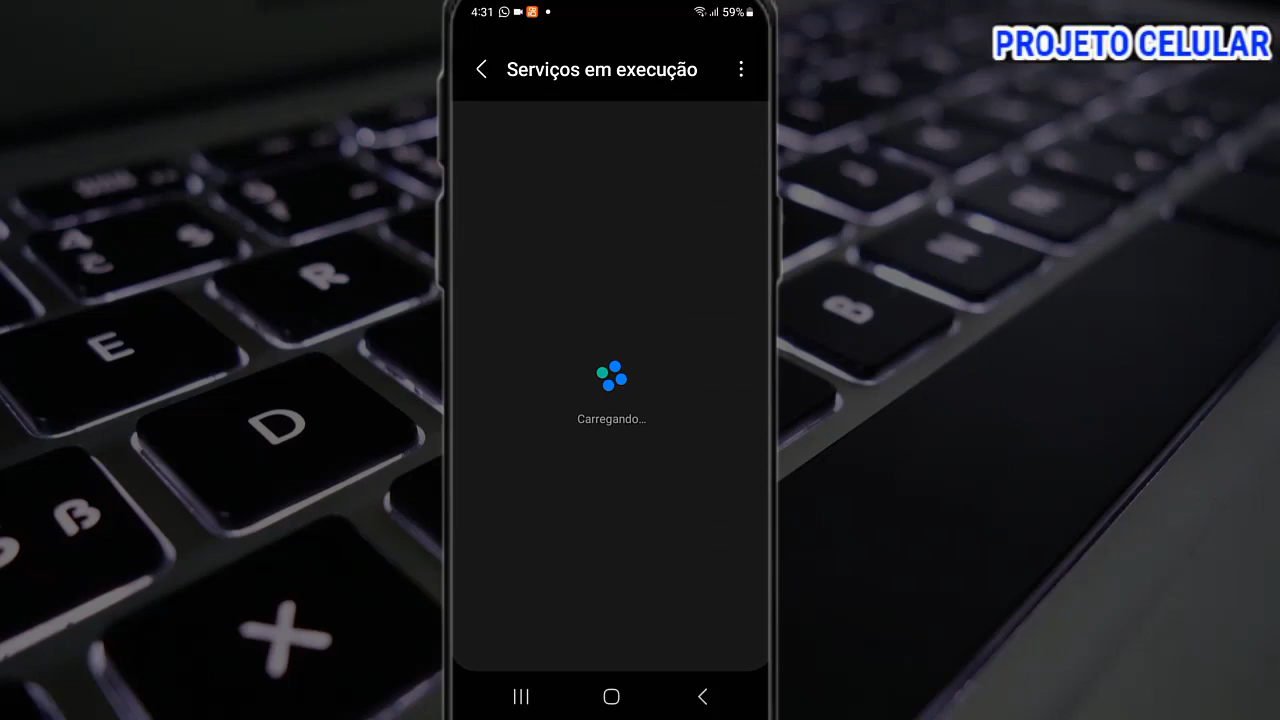 4:31
59%
PROJETO CELULAR
Serviços em execução
Carregando...
R
E
D
B
X
B